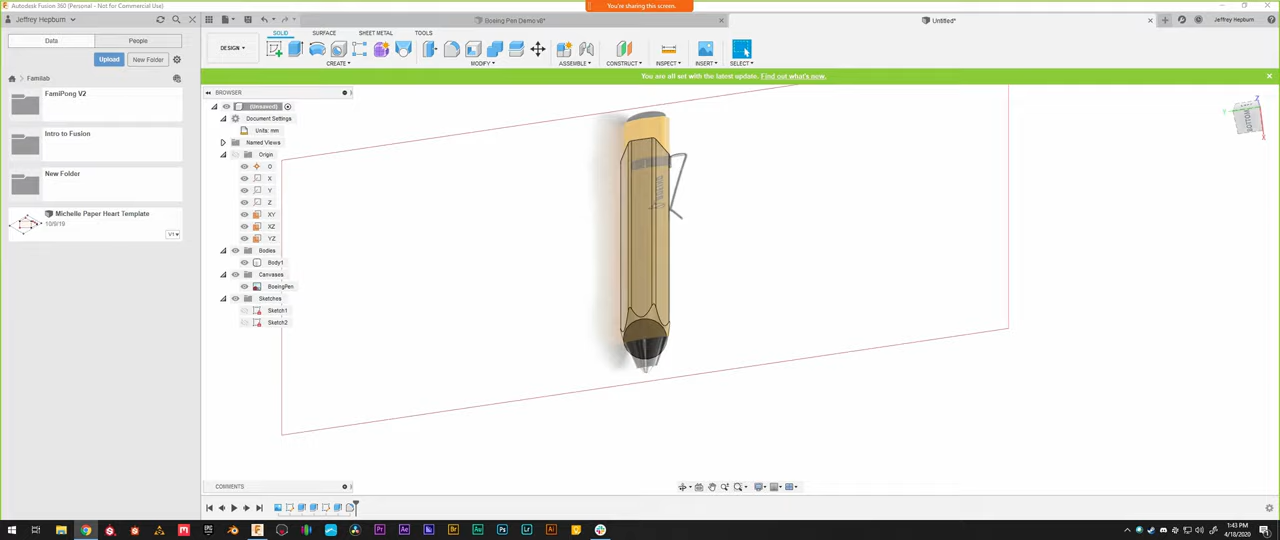 Autodesk Fusion 360 (Personal - Not for Commercial Use)
You're sharing this screen.
Jeffrey Hepburn
Boeing Pen Demo v6*
Untitled*
Jeffrey Hepburn
Data
People
SOLID
SURFACE
SHEET METAL
TOOLS
DESIGN
Upload
New Folder
CREATE
MODIFY
ASSEMBLE
CONSTRUCT
INSPECT
INSERT
SELECT
Familab
You are all set with the latest update. Find out what's new.
FamiPong V2
Intro to Fusion
New Folder
Michelle Paper Heart Template
10/9/19
V1
BROWSER
(Unsaved)
Document Settings
Units: mm
Named Views
Origin
O
X
Y
Z
XY
XZ
YZ
Bodies
Body1
Canvases
BoeingPen
Sketches
Sketch1
Sketch2
BOTTOM
Z
Y
X
COMMENTS
1:43 PM
4/18/2020